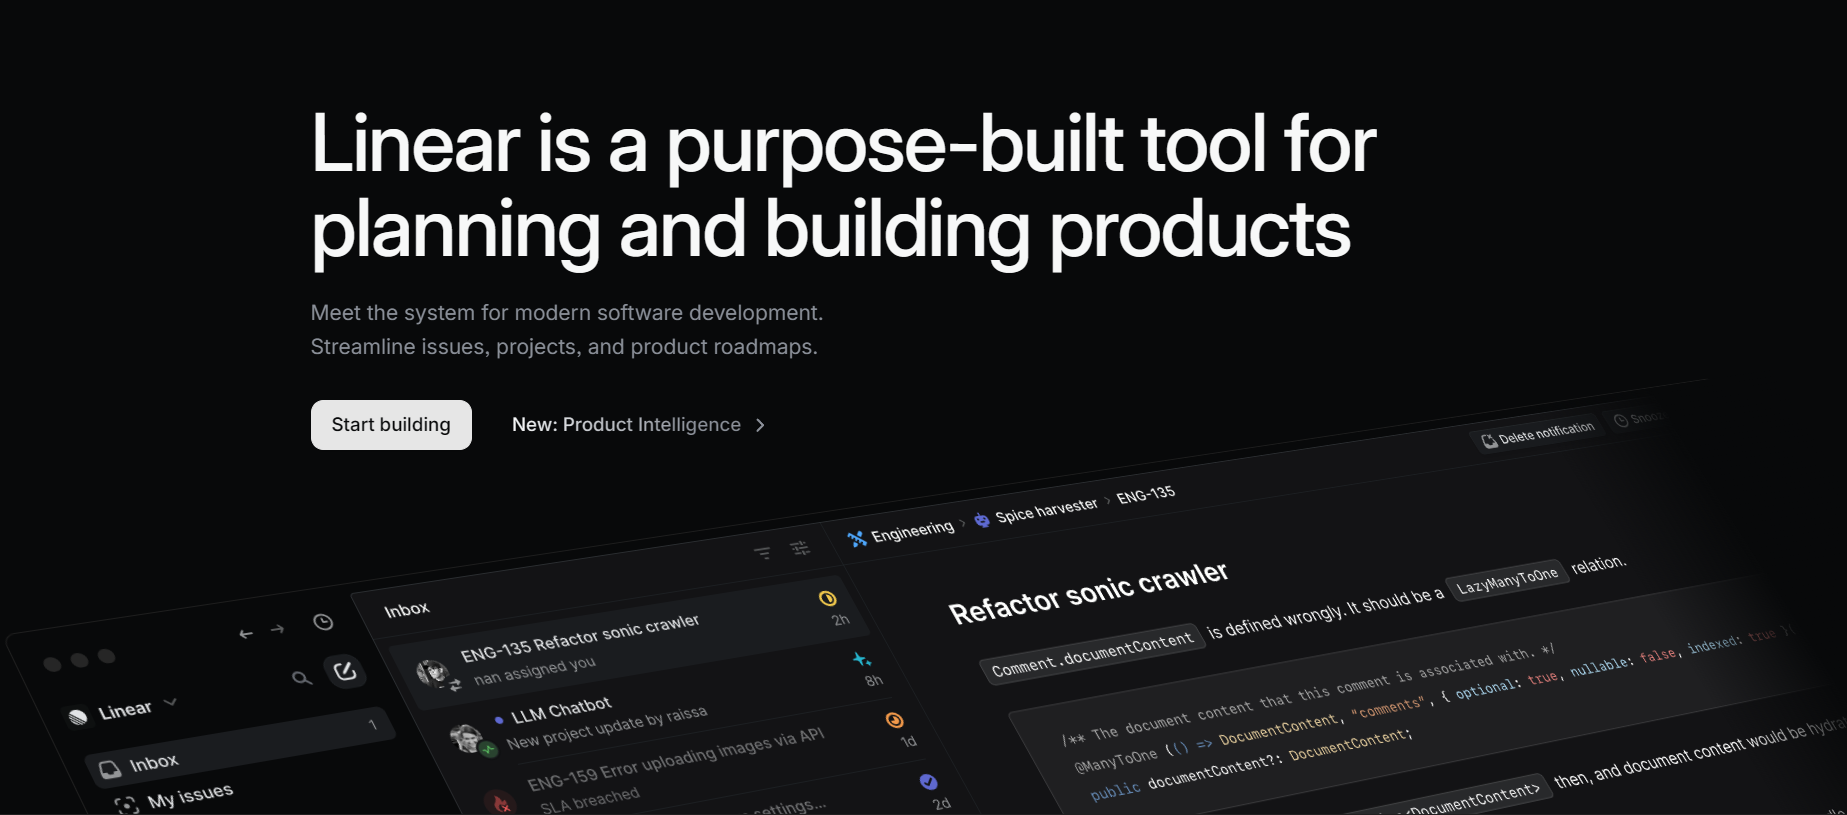 Linear is a purpose-built tool for
planning and building products
Meet the system for modern software development.
Streamline issues, projects, and product roadmaps.
Start building
New: Product Intelligence
Linear
Inbox 1
My issues
Inbox
ENG-135 Refactor sonic crawler
nan assigned you
2h
LLM Chatbot
New project update by raissa
8h
ENG-159 Error uploading images via API
SLA breached
1d
settings...
2d
Engineering › Spice harvester › ENG-135
Delete notification
Refactor sonic crawler
Comment.documentContent is defined wrongly. It should be a LazyManyToOne relation.
/** The document content that this comment is associated with. */
@ManyToOne (() => DocumentContent, "comments", { optional: true, nullable: false, indexed: true })
public documentContent?: DocumentContent;
DocumentContent> then, and document content would be